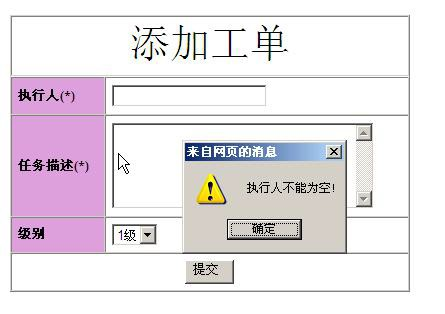 添加工单
执行人(*)
任务描述(*)
来自网页的消息
执行人不能为空!
确定
级别
1级
提交